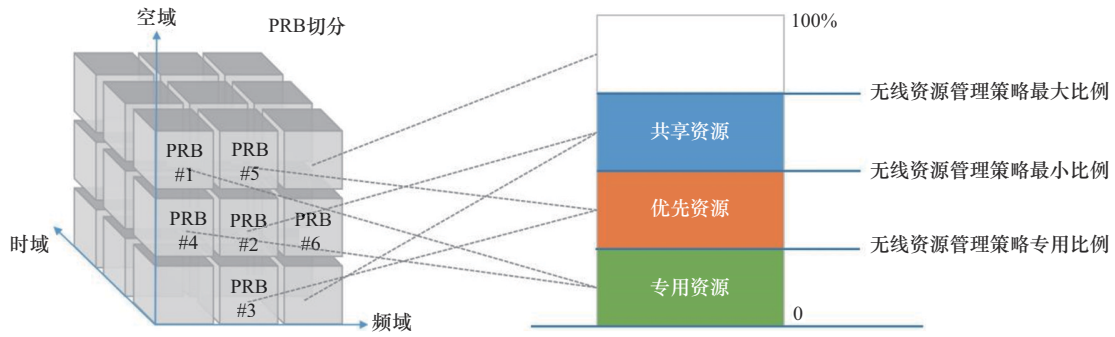 空域
PRB切分
100%
无线资源管理策略最大比例
共享资源
PRB
#1
PRB
#5
无线资源管理策略最小比例
优先资源
PRB
#4
PRB
#2
PRB
#6
时域
无线资源管理策略专用比例
专用资源
PRB
#3
0
频域